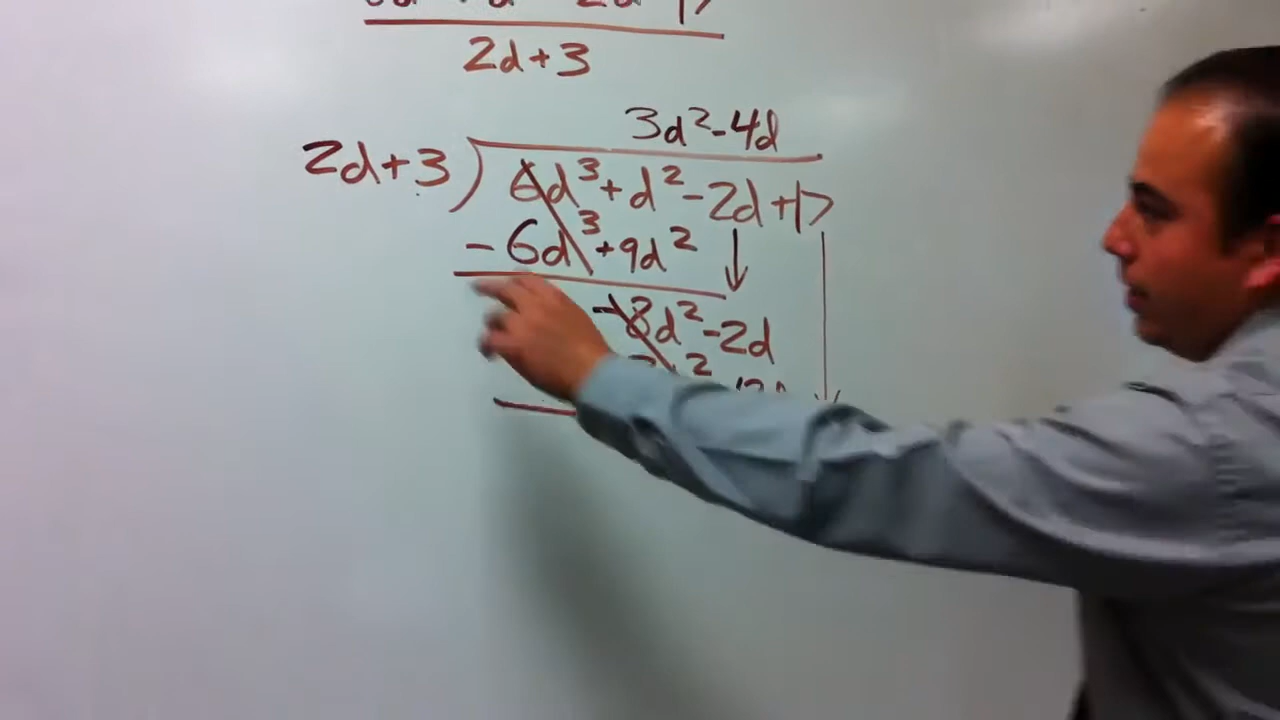 2d+3
3d²-4d
2d+3 ) 6d³+d²-2d+17
-6d³+9d²
-8d²-2d